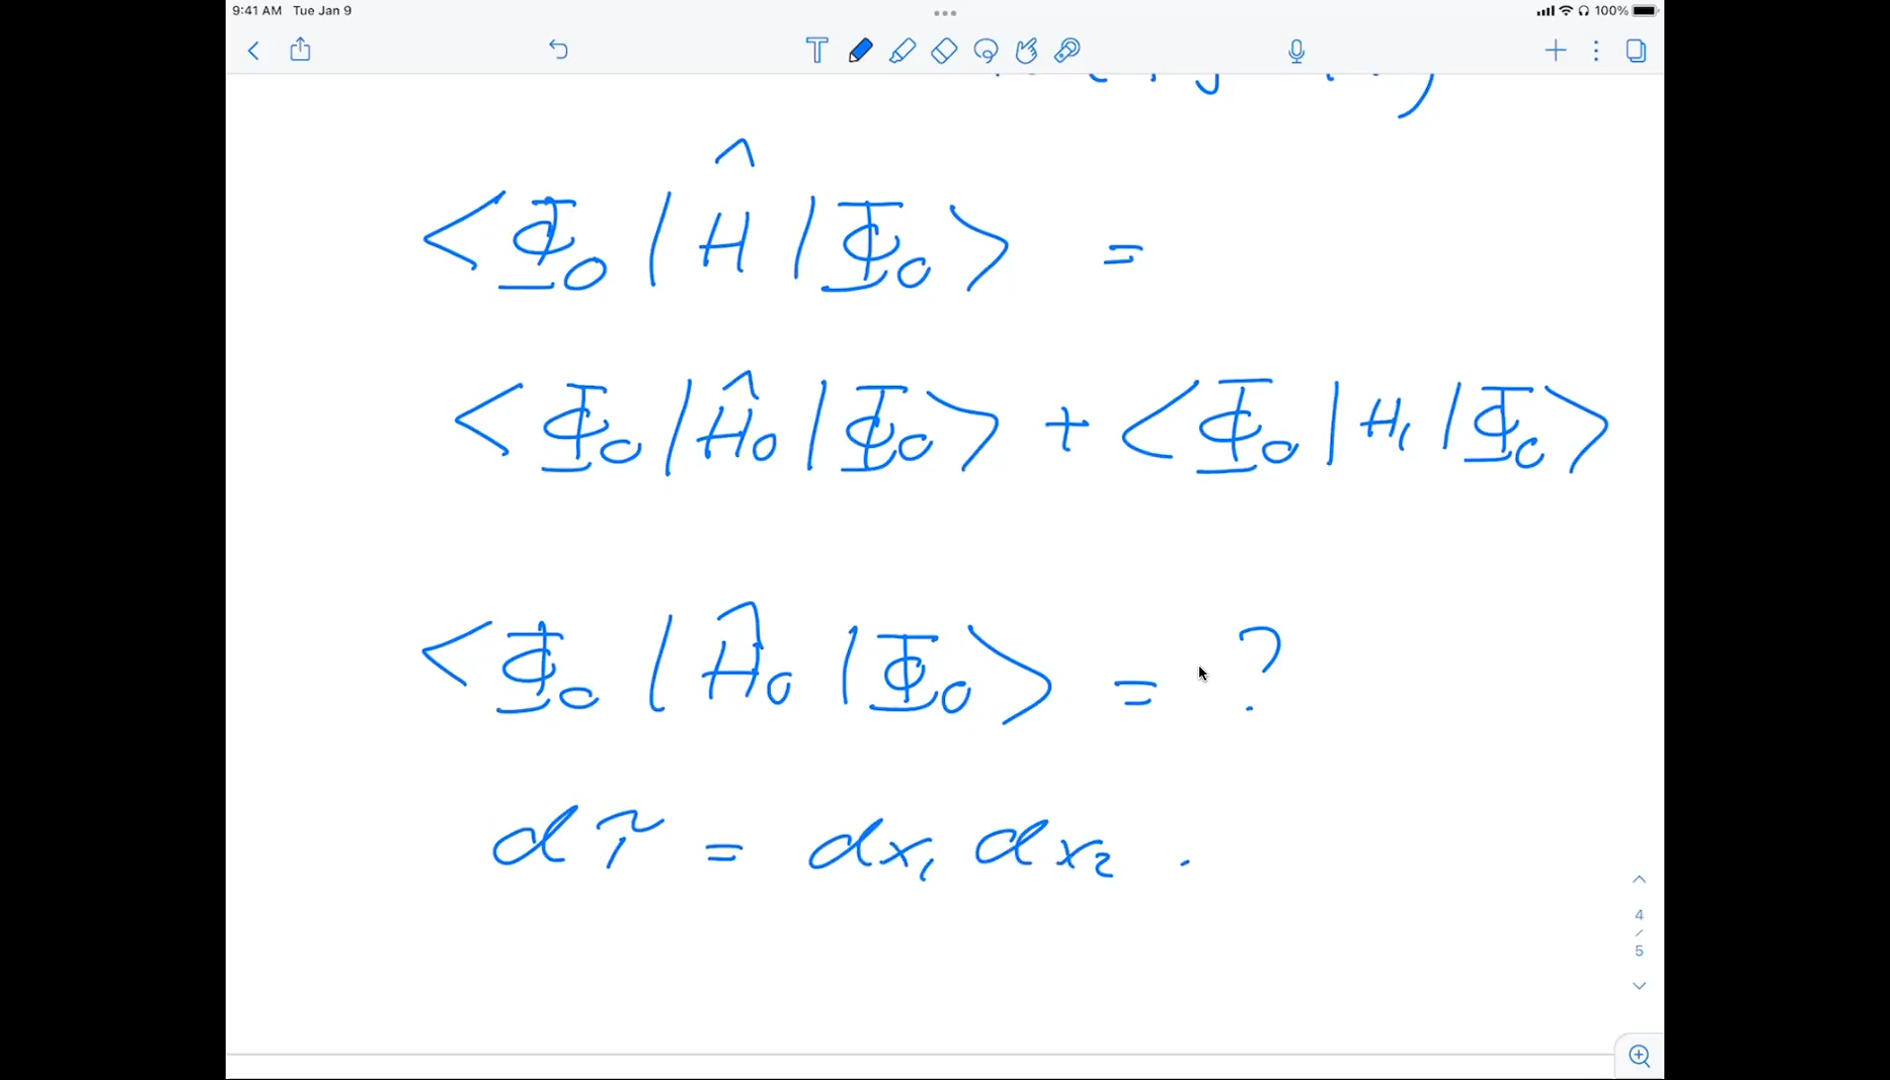 9:41 AM Tue Jan 9
100%
<Φ₀|Ĥ|Φ₀> =
<Φ₀|Ĥ₀|Φ₀> + <Φ₀|H₁|Φ₀>
<Φ₀|Ĥ₀|Φ₀> = ?
dτ = dx₁ dx₂ .
4
/
5